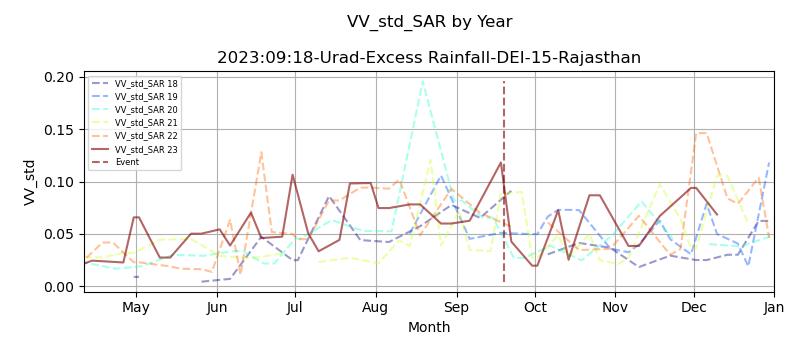 VV_std_SAR by Year
2023:09:18-Urad-Excess Rainfall-DEI-15-Rajasthan
0.20
0.15
0.10
0.05
0.00
VV_std
VV_std_SAR 18
VV_std_SAR 19
VV_std_SAR 20
VV_std_SAR 21
VV_std_SAR 22
VV_std_SAR 23
Event
May Jun Jul Aug Sep Oct Nov Dec Jan
Month